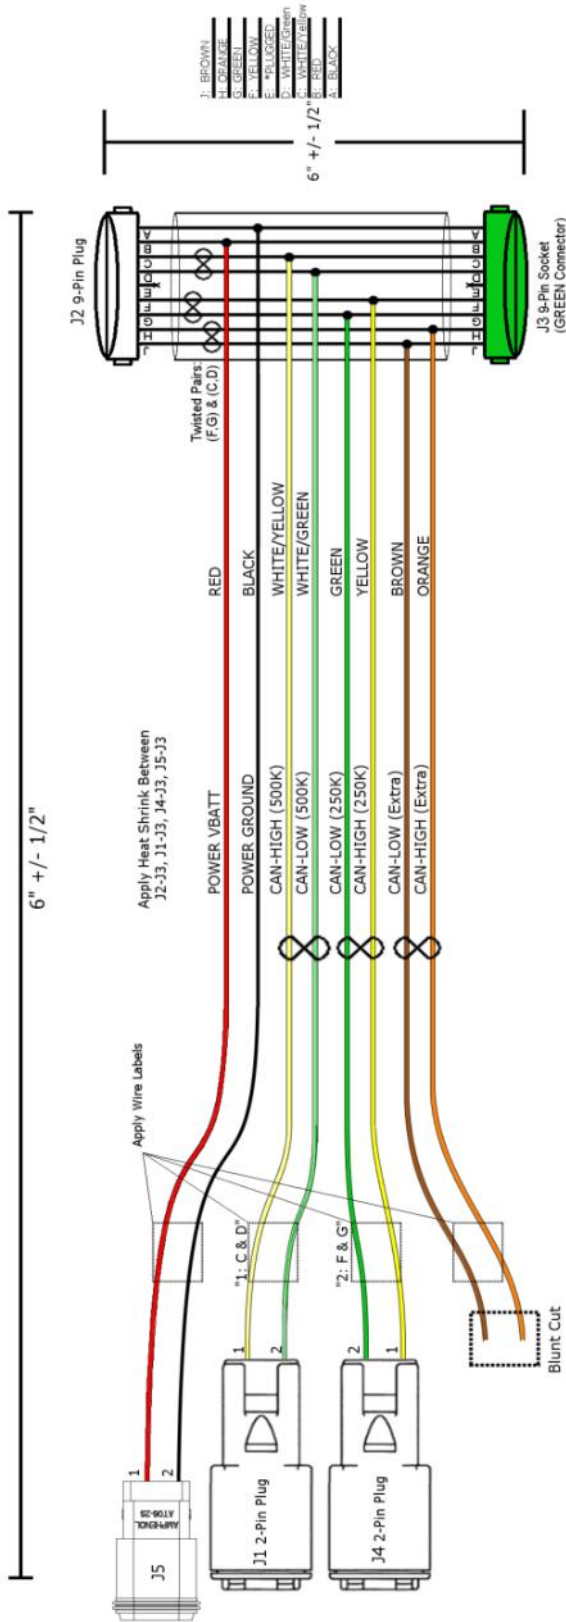 6" +/- 1/2"
J: BROWN
H: ORANGE
G: GREEN
F: YELLOW
E: *PLUGGED
D: WHITE/Green
C: WHITE/Yellow
B: RED
A: BLACK
6" +/- 1/2"
J2 9-Pin Plug
A
B
C
D
E
F
G
H
J
Twisted Pairs:
(F,G) & (C,D)
A
B
C
D
E
F
G
H
J
J3 9-Pin Socket
(GREEN Connector)
Apply Heat Shrink Between
J2-J3, J1-J3, J4-J3, J5-J3
Apply Wire Labels
POWER VBATT
RED
POWER GROUND
BLACK
CAN-HIGH (500K)
WHITE/YELLOW
CAN-LOW (500K)
WHITE/GREEN
CAN-LOW (250K)
GREEN
CAN-HIGH (250K)
YELLOW
CAN-LOW (Extra)
BROWN
CAN-HIGH (Extra)
ORANGE
"1: C & D"
"2: F & G"
1
2
AMPHENOL
AT06-2S
J5
1
2
J1 2-Pin Plug
2
1
J4 2-Pin Plug
Blunt Cut